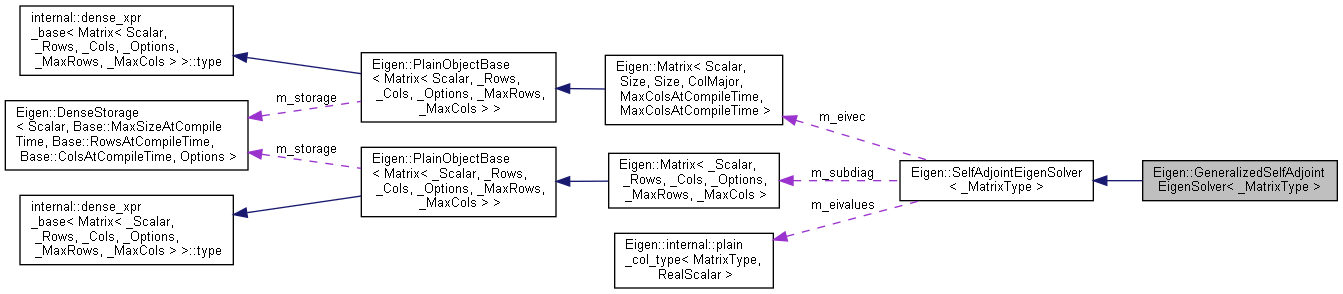 internal::dense_xpr
_base< Matrix< Scalar,
_Rows, _Cols, _Options,
_MaxRows, _MaxCols > >::type
Eigen::DenseStorage
< Scalar, Base::MaxSizeAtCompile
Time, Base::RowsAtCompileTime,
Base::ColsAtCompileTime, Options >
internal::dense_xpr
_base< Matrix< _Scalar,
_Rows, _Cols, _Options,
_MaxRows, _MaxCols > >::type
m_storage
m_storage
Eigen::PlainObjectBase
< Matrix< Scalar, _Rows,
_Cols, _Options, _MaxRows,
_MaxCols > >
Eigen::PlainObjectBase
< Matrix< _Scalar, _Rows,
_Cols, _Options, _MaxRows,
_MaxCols > >
Eigen::Matrix< Scalar,
Size, Size, ColMajor,
MaxColsAtCompileTime,
MaxColsAtCompileTime >
Eigen::Matrix< _Scalar,
_Rows, _Cols, _Options,
_MaxRows, _MaxCols >
Eigen::internal::plain
_col_type< MatrixType,
RealScalar >
m_eivec
m_subdiag
m_eivalues
Eigen::SelfAdjointEigenSolver
< _MatrixType >
Eigen::GeneralizedSelfAdjoint
EigenSolver< _MatrixType >